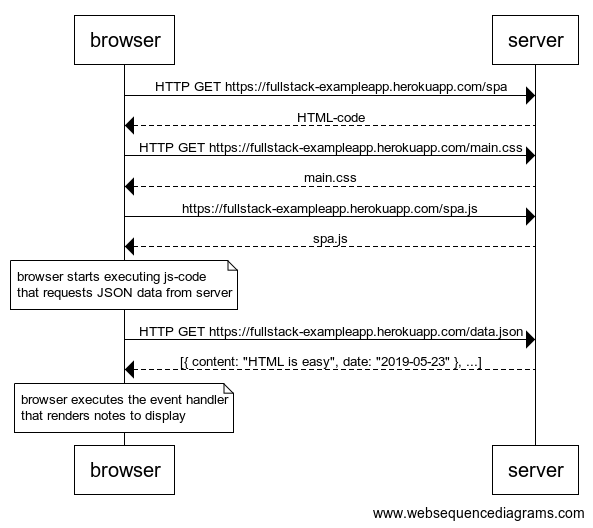 browser
server
HTTP GET https://fullstack-exampleapp.herokuapp.com/spa
HTML-code
HTTP GET https://fullstack-exampleapp.herokuapp.com/main.css
main.css
https://fullstack-exampleapp.herokuapp.com/spa.js
spa.js
browser starts executing js-code
that requests JSON data from server
HTTP GET https://fullstack-exampleapp.herokuapp.com/data.json
[{ content: "HTML is easy", date: "2019-05-23" }, ...]
browser executes the event handler
that renders notes to display
browser
server
www.websequencediagrams.com